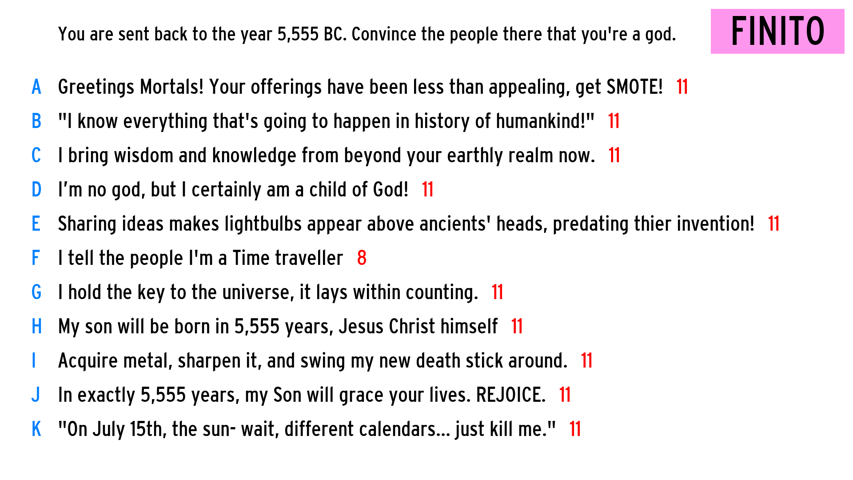 You are sent back to the year 5,555 BC. Convince the people there that you're a god.
FINITO
A Greetings Mortals! Your offerings have been less than appealing, get SMOTE! 11
B "I know everything that's going to happen in history of humankind!" 11
C I bring wisdom and knowledge from beyond your earthly realm now. 11
D I’m no god, but I certainly am a child of God! 11
E Sharing ideas makes lightbulbs appear above ancients' heads, predating thier invention! 11
F I tell the people I'm a Time traveller 8
G I hold the key to the universe, it lays within counting. 11
H My son will be born in 5,555 years, Jesus Christ himself 11
I Acquire metal, sharpen it, and swing my new death stick around. 11
J In exactly 5,555 years, my Son will grace your lives. REJOICE. 11
K "On July 15th, the sun- wait, different calendars... just kill me." 11